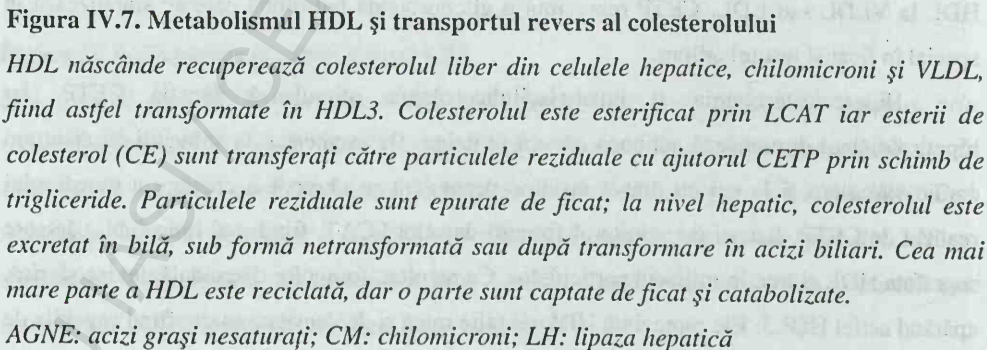 Figura IV.7. Metabolismul HDL şi transportul revers al colesterolului
HDL născânde recuperează colesterolul liber din celulele hepatice, chilomicroni şi VLDL,
fiind astfel transformate în HDL3. Colesterolul este esterificat prin LCAT iar esterii de
colesterol (CE) sunt transferaţi către particulele reziduale cu ajutorul CETP prin schimb de
trigliceride. Particulele reziduale sunt epurate de ficat; la nivel hepatic, colesterolul este
excretat în bilă, sub formă netransformată sau după transformare în acizi biliari. Cea mai
mare parte a HDL este reciclată, dar o parte sunt captate de ficat şi catabolizate.
AGNE: acizi graşi nesaturaţi; CM: chilomicroni; LH: lipaza hepatică